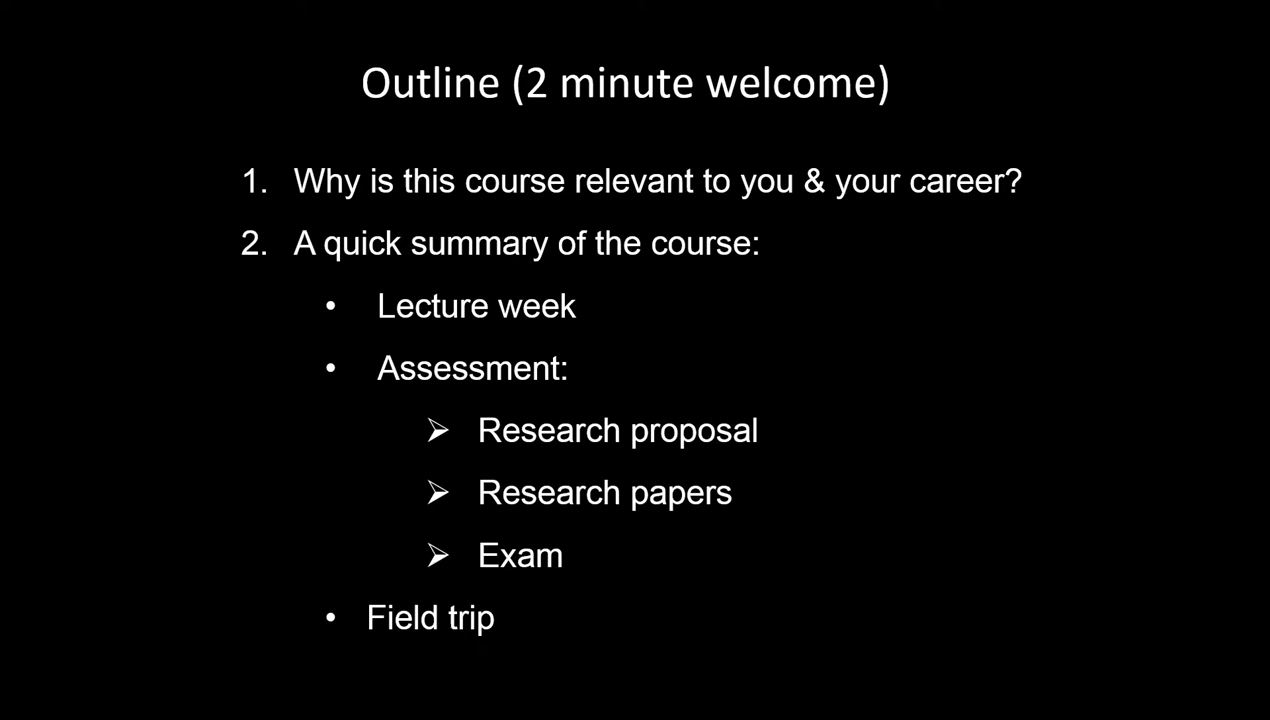 Outline (2 minute welcome)
1. Why is this course relevant to you & your career?
2. A quick summary of the course:
• Lecture week
• Assessment:
➢ Research proposal
➢ Research papers
➢ Exam
• Field trip